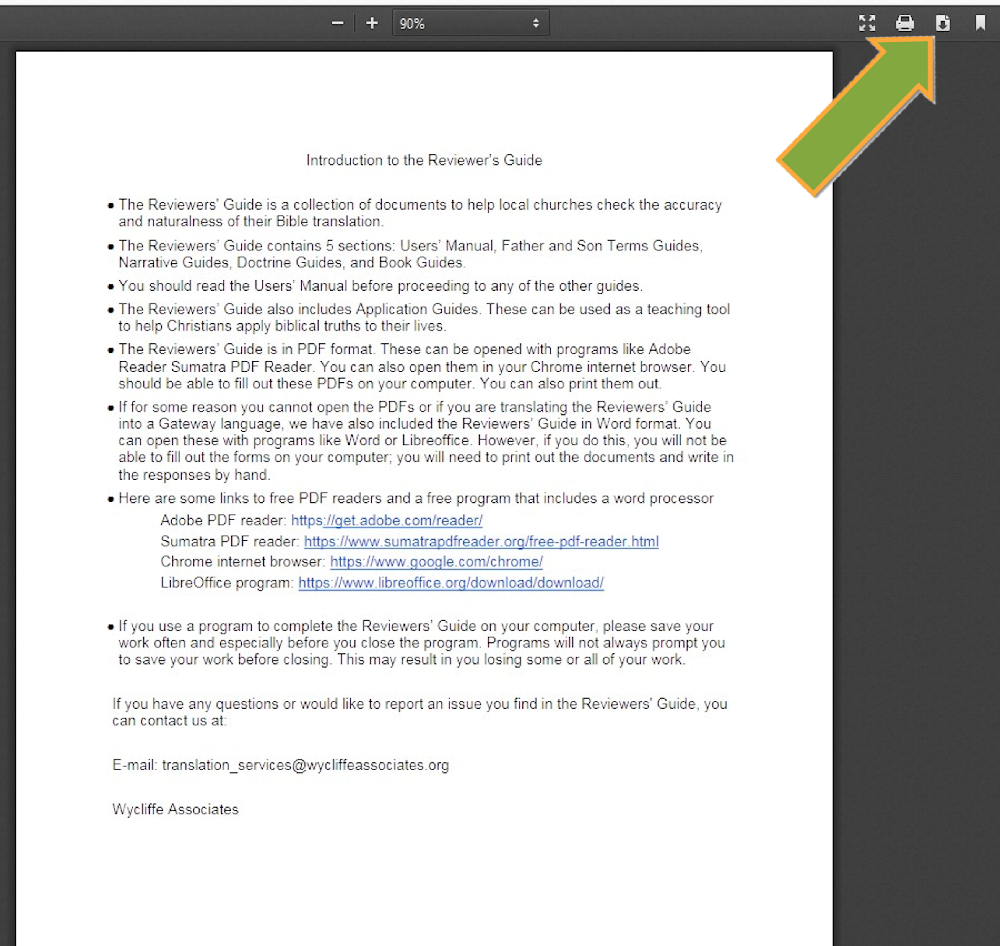 90%
Introduction to the Reviewer's Guide
• The Reviewers' Guide is a collection of documents to help local churches check the accuracy
and naturalness of their Bible translation.
• The Reviewers' Guide contains 5 sections: Users' Manual, Father and Son Terms Guides,
Narrative Guides, Doctrine Guides, and Book Guides.
• You should read the Users' Manual before proceeding to any of the other guides.
• The Reviewers' Guide also includes Application Guides. These can be used as a teaching tool
to help Christians apply biblical truths to their lives.
• The Reviewers' Guide is in PDF format. These can be opened with programs like Adobe
Reader Sumatra PDF Reader. You can also open them in your Chrome internet browser. You
should be able to fill out these PDFs on your computer. You can also print them out.
• If for some reason you cannot open the PDFs or if you are translating the Reviewers' Guide
into a Gateway language, we have also included the Reviewers' Guide in Word format. You
can open these with programs like Word or Libreoffice. However, if you do this, you will not be
able to fill out the forms on your computer; you will need to print out the documents and write in
the responses by hand.
• Here are some links to free PDF readers and a free program that includes a word processor
Adobe PDF reader: https://get.adobe.com/reader/
Sumatra PDF reader: https://www.sumatrapdfreader.org/free-pdf-reader.html
Chrome internet browser: https://www.google.com/chrome/
LibreOffice program: https://www.libreoffice.org/download/download/
• If you use a program to complete the Reviewers' Guide on your computer, please save your
work often and especially before you close the program. Programs will not always prompt you
to save your work before closing. This may result in you losing some or all of your work.
If you have any questions or would like to report an issue you find in the Reviewers' Guide, you
can contact us at:
E-mail: translation_services@wycliffeassociates.org
Wycliffe Associates